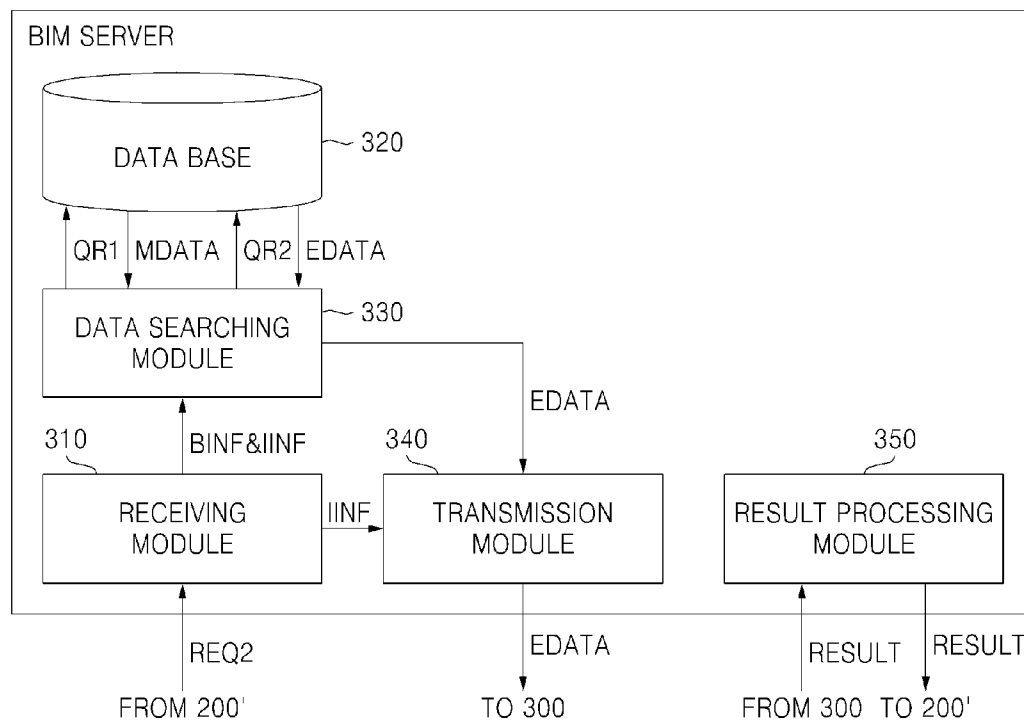 BIM SERVER
DATA BASE
320
QR1
MDATA
QR2
EDATA
DATA SEARCHING
MODULE
330
EDATA
BINF&IINF
310
RECEIVING
MODULE
IINF
340
TRANSMISSION
MODULE
350
RESULT PROCESSING
MODULE
REQ2
EDATA
RESULT
RESULT
FROM 200'
TO 300
FROM 300
TO 200'